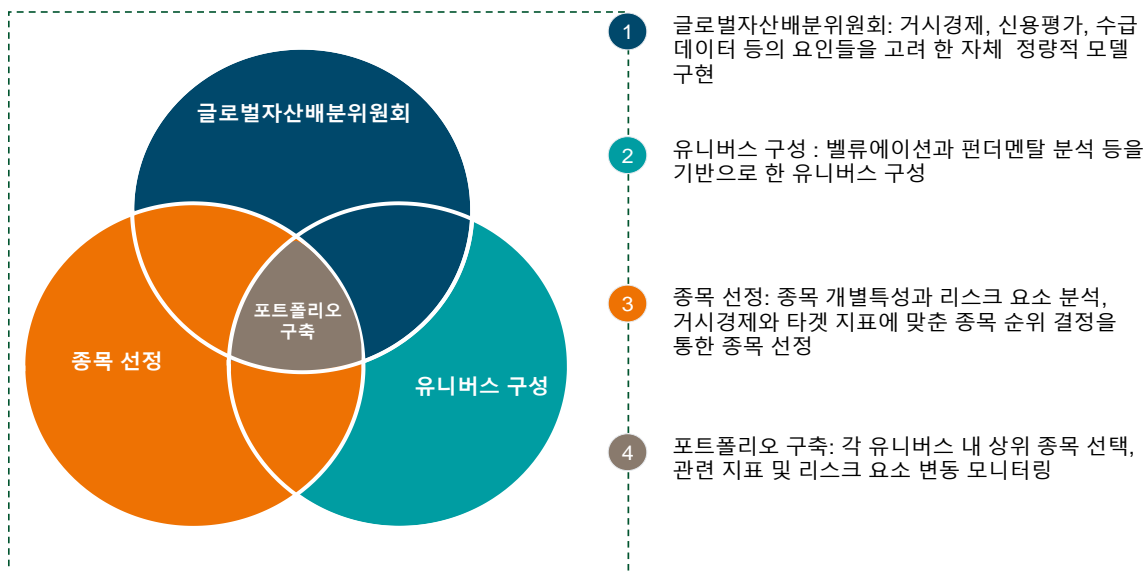 글로벌자산배분위원회
포트폴리오
구축
종목 선정
유니버스 구성
1
글로벌자산배분위원회: 거시경제, 신용평가, 수급
데이터 등의 요인들을 고려 한 자체 정량적 모델
구현
2
유니버스 구성 : 벨류에이션과 펀더멘탈 분석 등을
기반으로 한 유니버스 구성
3
종목 선정: 종목 개별특성과 리스크 요소 분석,
거시경제와 타겟 지표에 맞춘 종목 순위 결정을
통한 종목 선정
4
포트폴리오 구축: 각 유니버스 내 상위 종목 선택,
관련 지표 및 리스크 요소 변동 모니터링